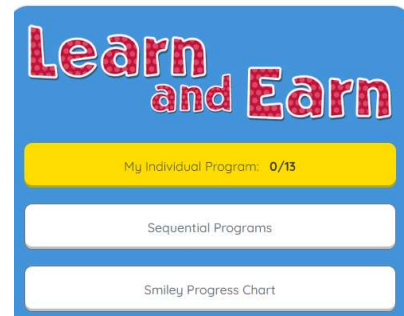 Learn
and Earn
My Individual Program: 0/13
Sequential Programs
Smiley Progress Chart